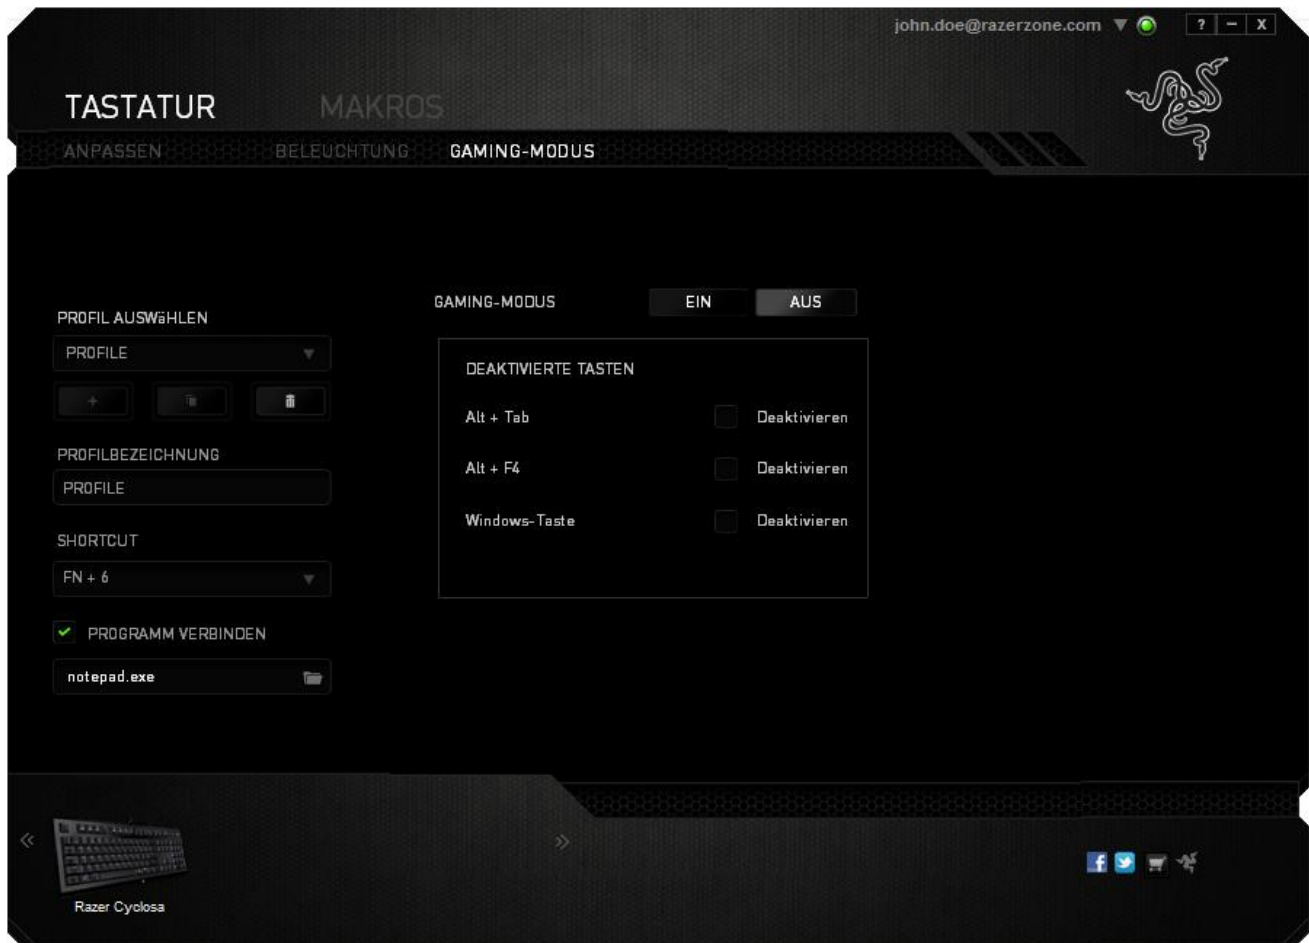 john.doe@razerzone.com ? – X
TASTATUR MAKROS
ANPASSEN BELEUCHTUNG GAMING-MODUS
GAMING-MODUS EIN AUS
PROFIL AUSWäHLEN
PROFILE
DEAKTIVIERTE TASTEN
Alt + Tab Deaktivieren
PROFILBEZEICHNUNG
PROFILE
Alt + F4 Deaktivieren
Windows-Taste Deaktivieren
SHORTCUT
FN + 6
PROGRAMM VERBINDEN
notepad.exe
Razer Cyclosa